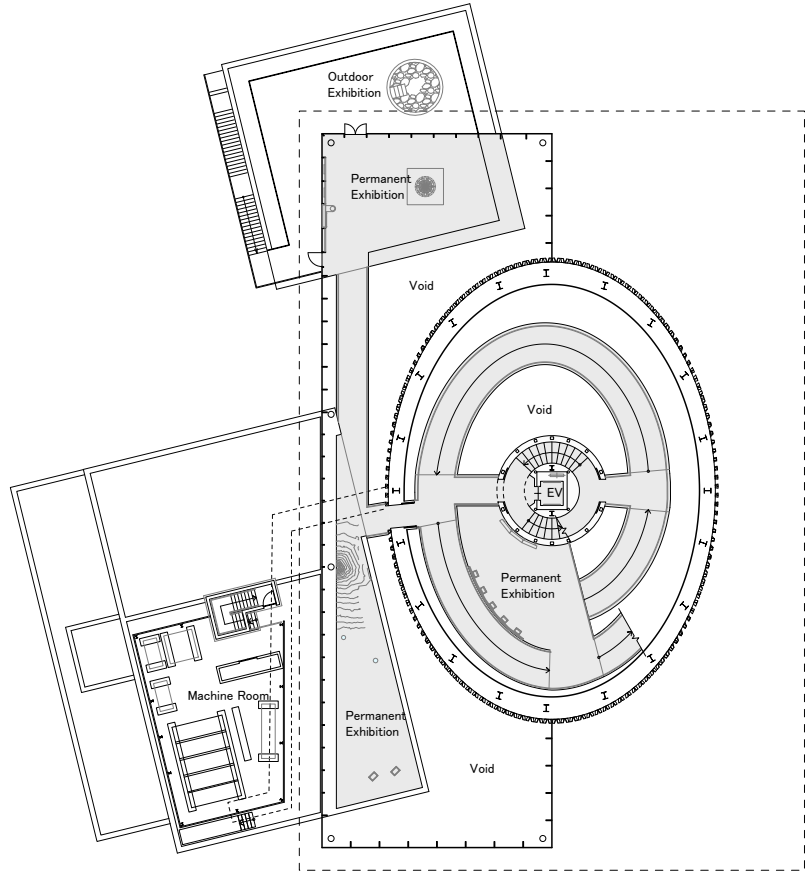 Outdoor
Exhibition
Permanent
Exhibition
Void
Void
EV
Permanent
Exhibition
Machine Room
Permanent
Exhibition
Void